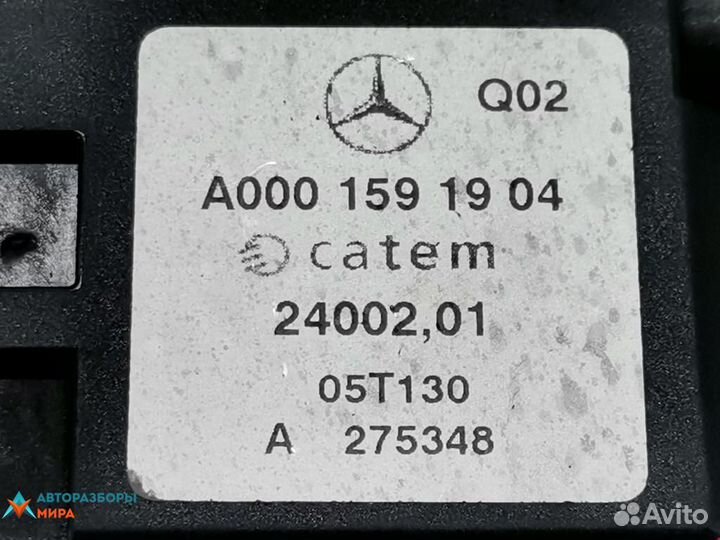 Q02
A000 159 19 04
catem
24002,01
05T130
A 275348
АВТОРАЗБОРЫ
МИРА
Avito